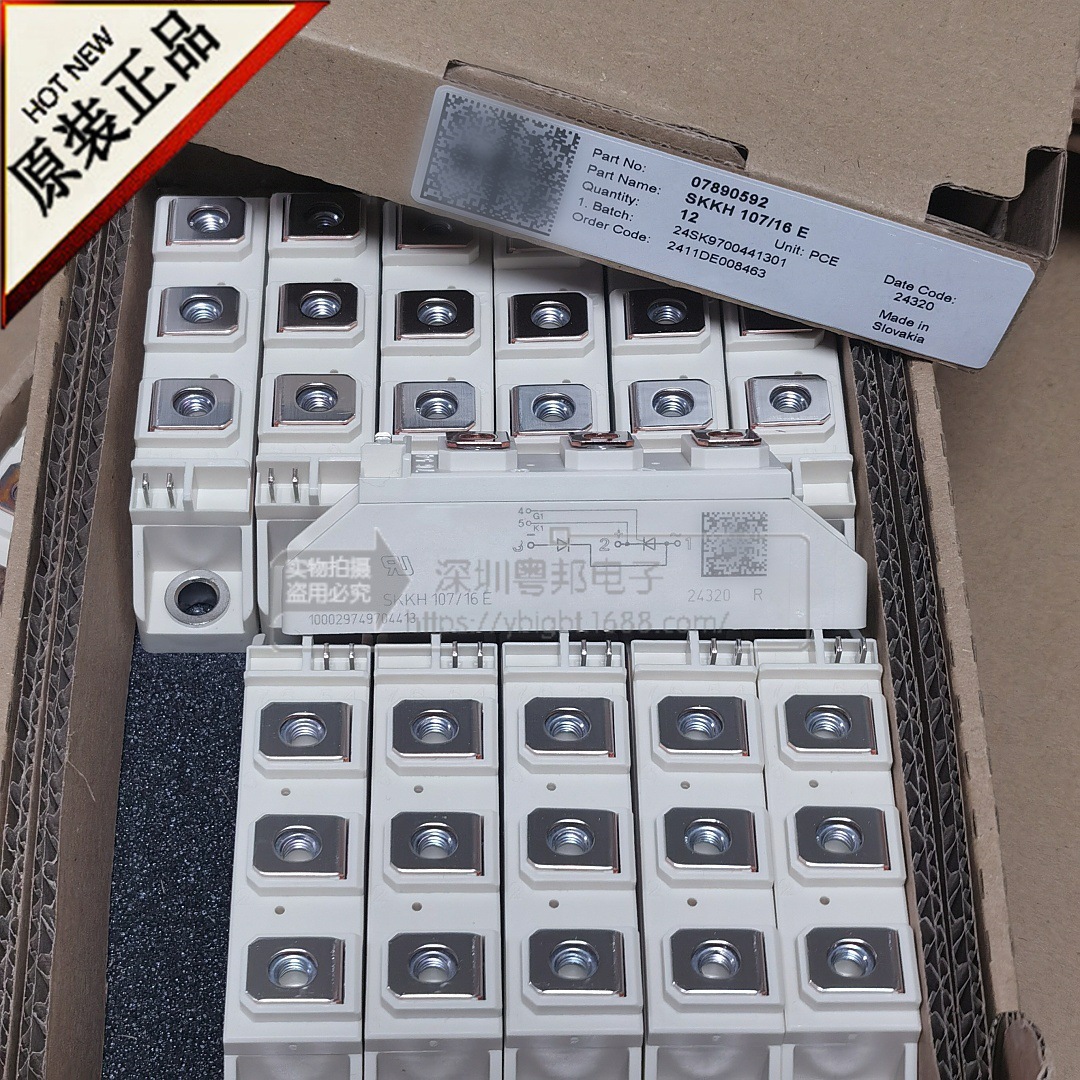 HOT NEW
原装正品
Part No: 07890592
Part Name: SKKH 107/16 E
Quantity: 12 Unit: PCE
1. Batch: 24SK9700441301
Order Code: 2411DE008463
Date Code:
24320
Made in
Slovakia
4 G1
5 K1
3 2 1
实物拍摄
盗用必究
深圳粤邦电子
SKKH 107/16 E
24320 R
100029749704413
https://ybight.1688.com/